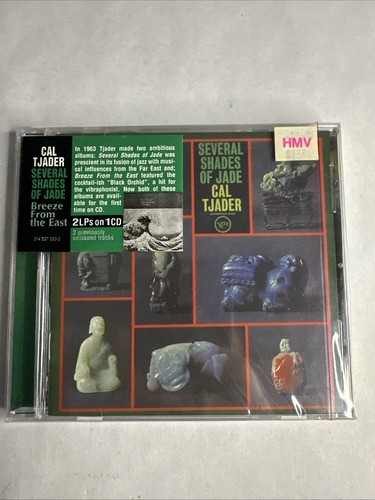 CAL
TJADER
SEVERAL
SHADES
OF JADE
Breeze
From
the East
In 1963 Tjader made two ambitious
albums: Several Shades of Jade was
prescient in its fusion of jazz with musi-
cal influences from the Far East and;
Breeze From the East featured the
cocktail-ish "Black Orchid", a hit for
the vibraphonist. Now both of these
albums are avail-
able for the first
time on CD.
2 LPs on 1 CD
2 previously
unissued tracks
SEVERAL
SHADES
OF JADE
CAL
TJADER
HMV